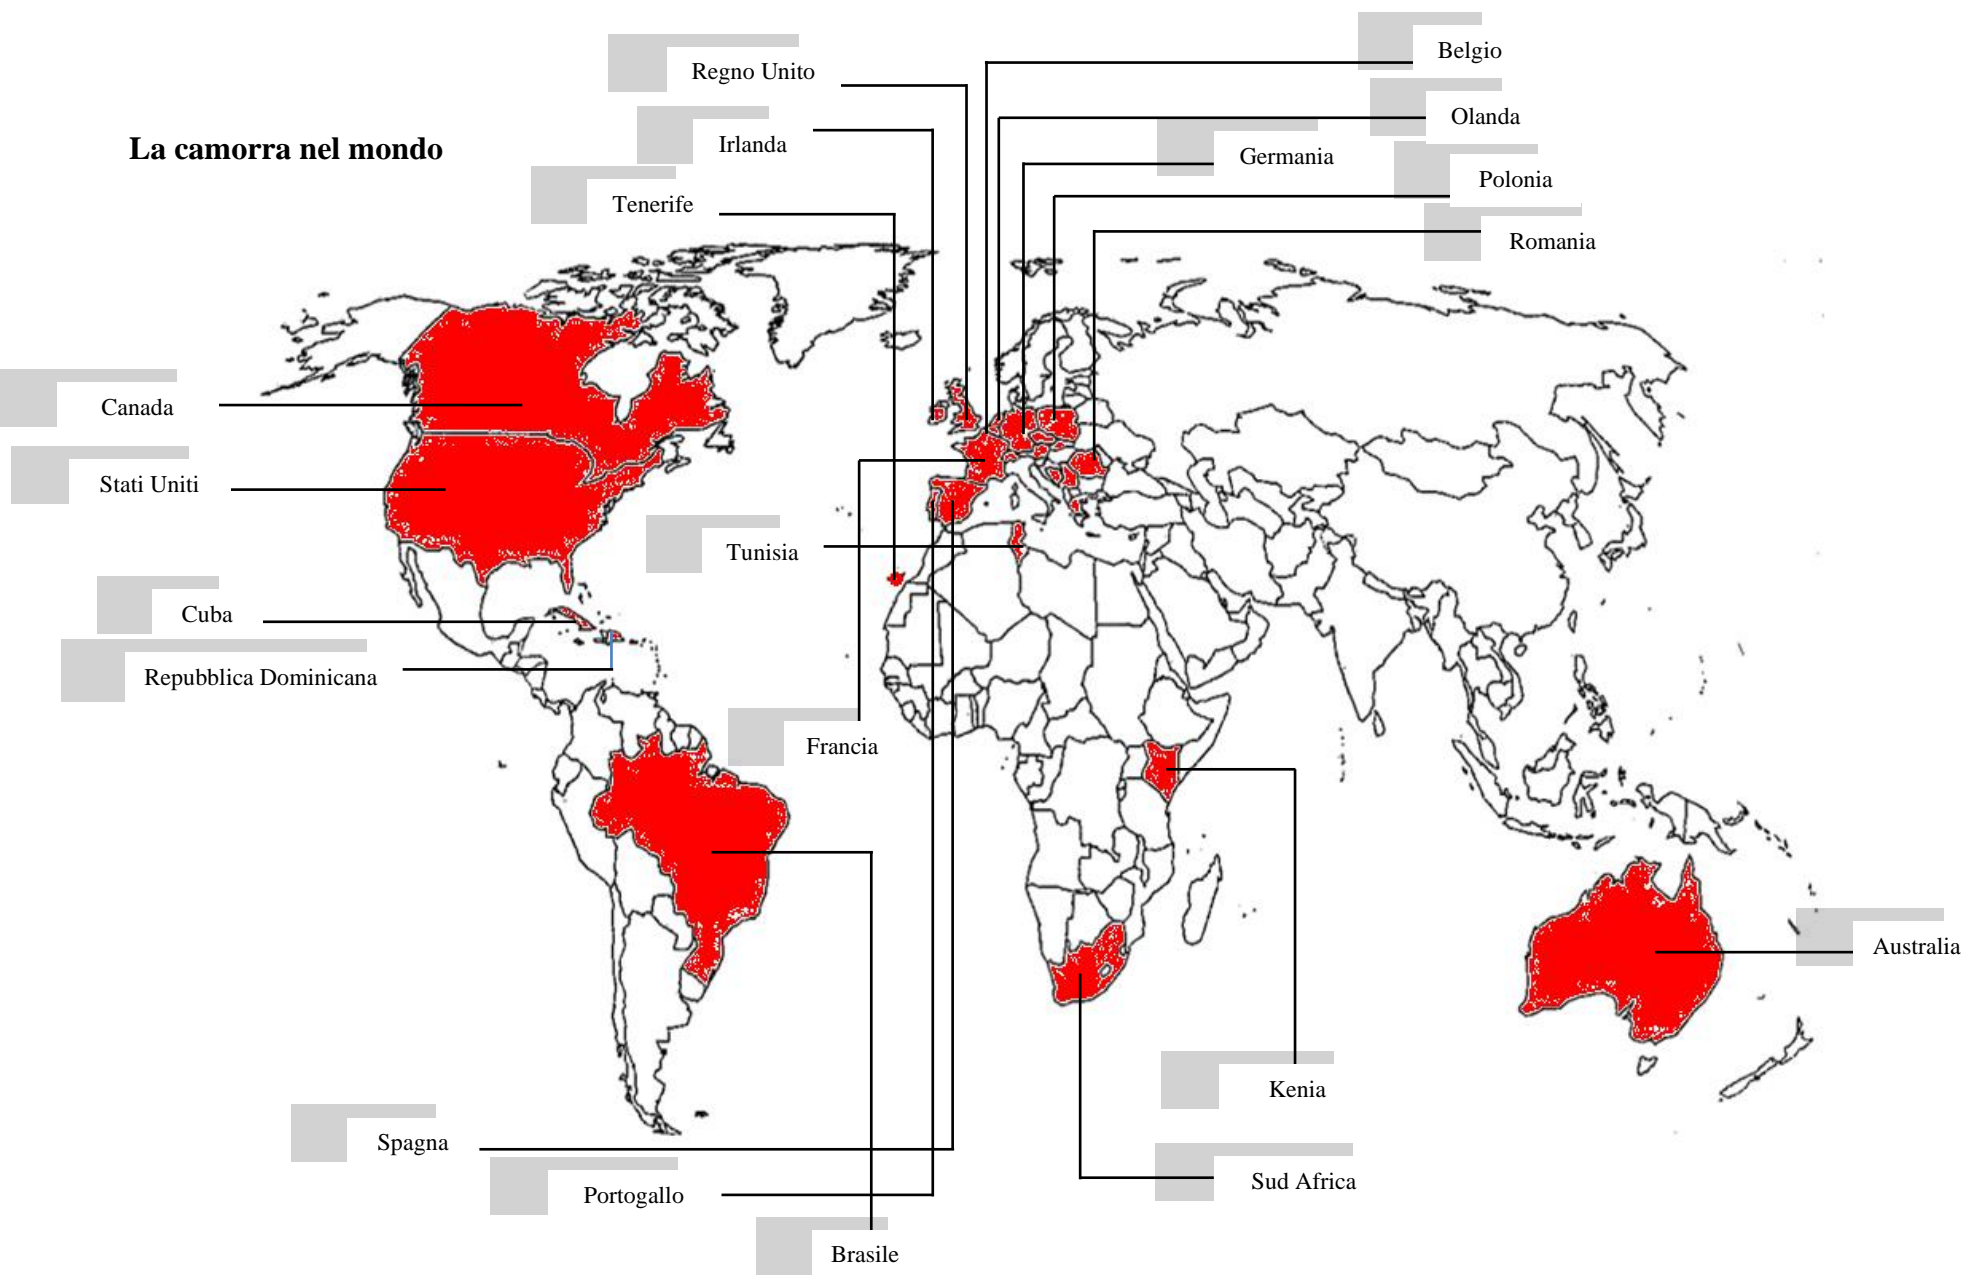 Belgio
Regno Unito
Olanda
Irlanda
La camorra nel mondo
Germania
Polonia
Tenerife
Romania
Canada
Stati Uniti
Tunisia
Cuba
Repubblica Dominicana
Francia
Australia
Kenia
Spagna
Sud Africa
Portogallo
Brasile